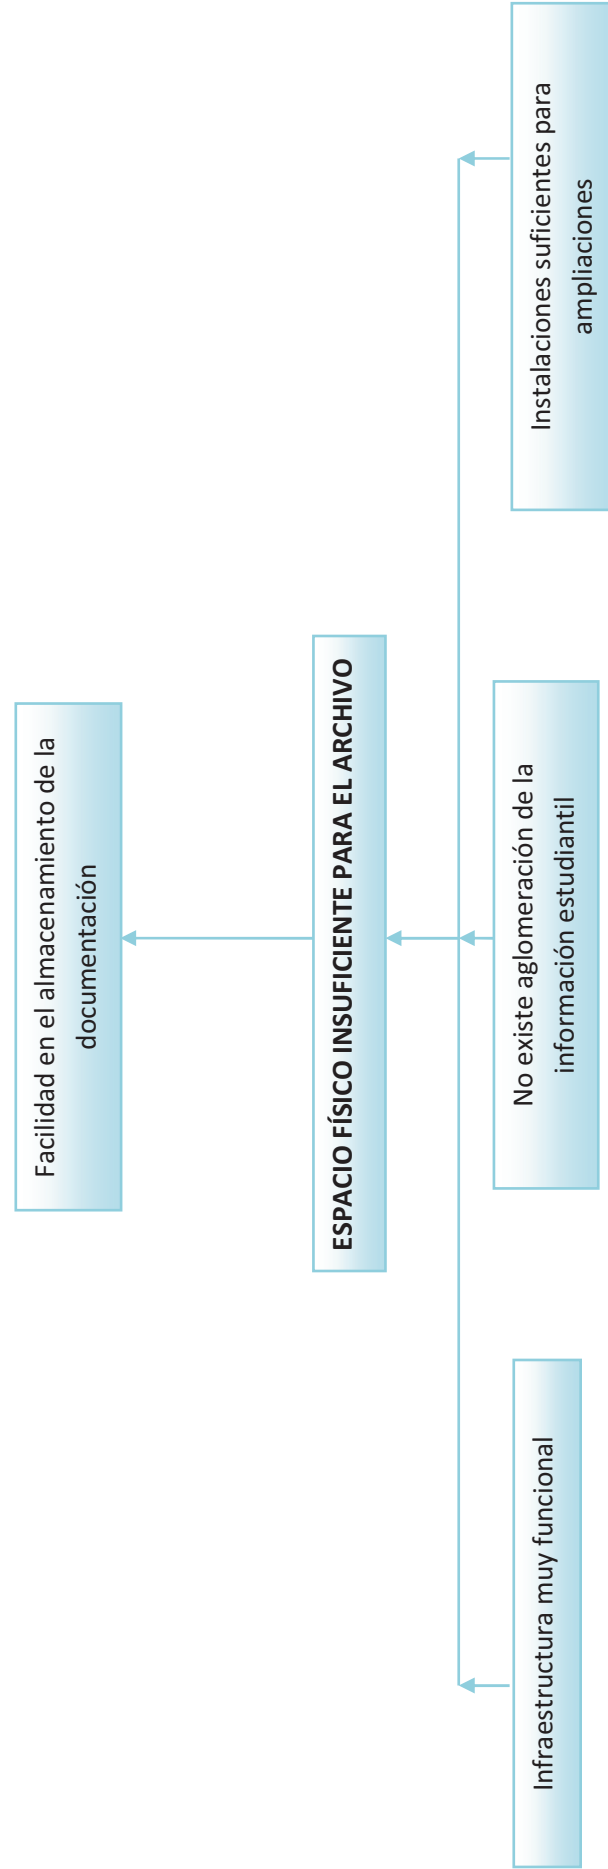 Facilidad en el almacenamiento de la
documentación
ESPACIO FÍSICO INSUFICIENTE PARA EL ARCHIVO
Infraestructura muy funcional
No existe aglomeración de la
información estudiantil
Instalaciones suficientes para
ampliaciones